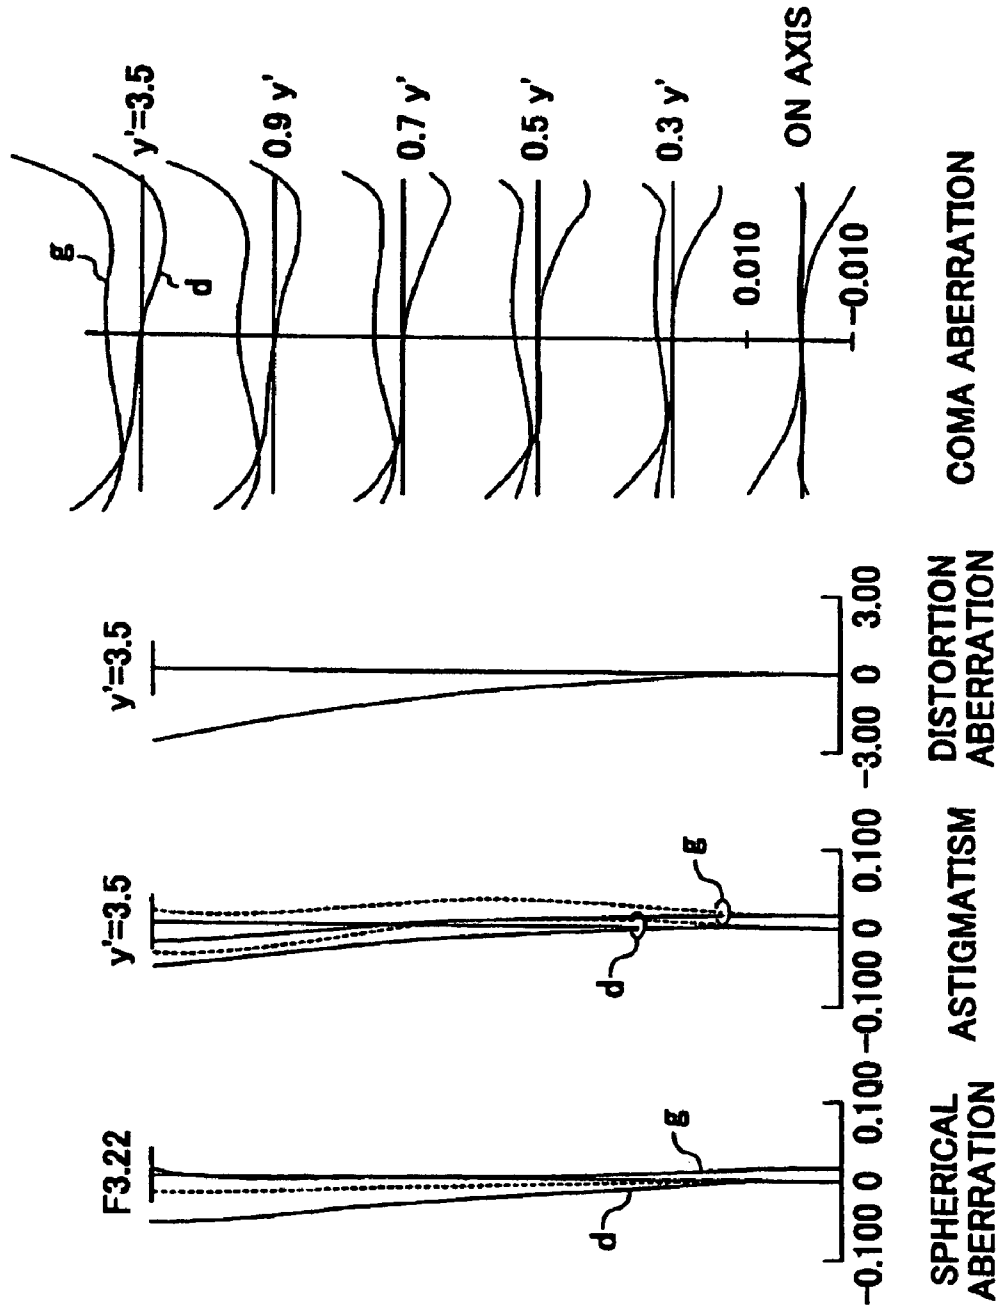 F3.22
g
d
-0.100 0 0.100
SPHERICAL
ABERRATION
y'=3.5
g
d
-0.100 0 0.100
ASTIGMATISM
y'=3.5
-3.00 0 3.00
DISTORTION
ABERRATION
y'=3.5
g
d
0.9 y'
0.7 y'
0.5 y'
0.3 y'
0.010
ON AXIS
-0.010
COMA ABERRATION